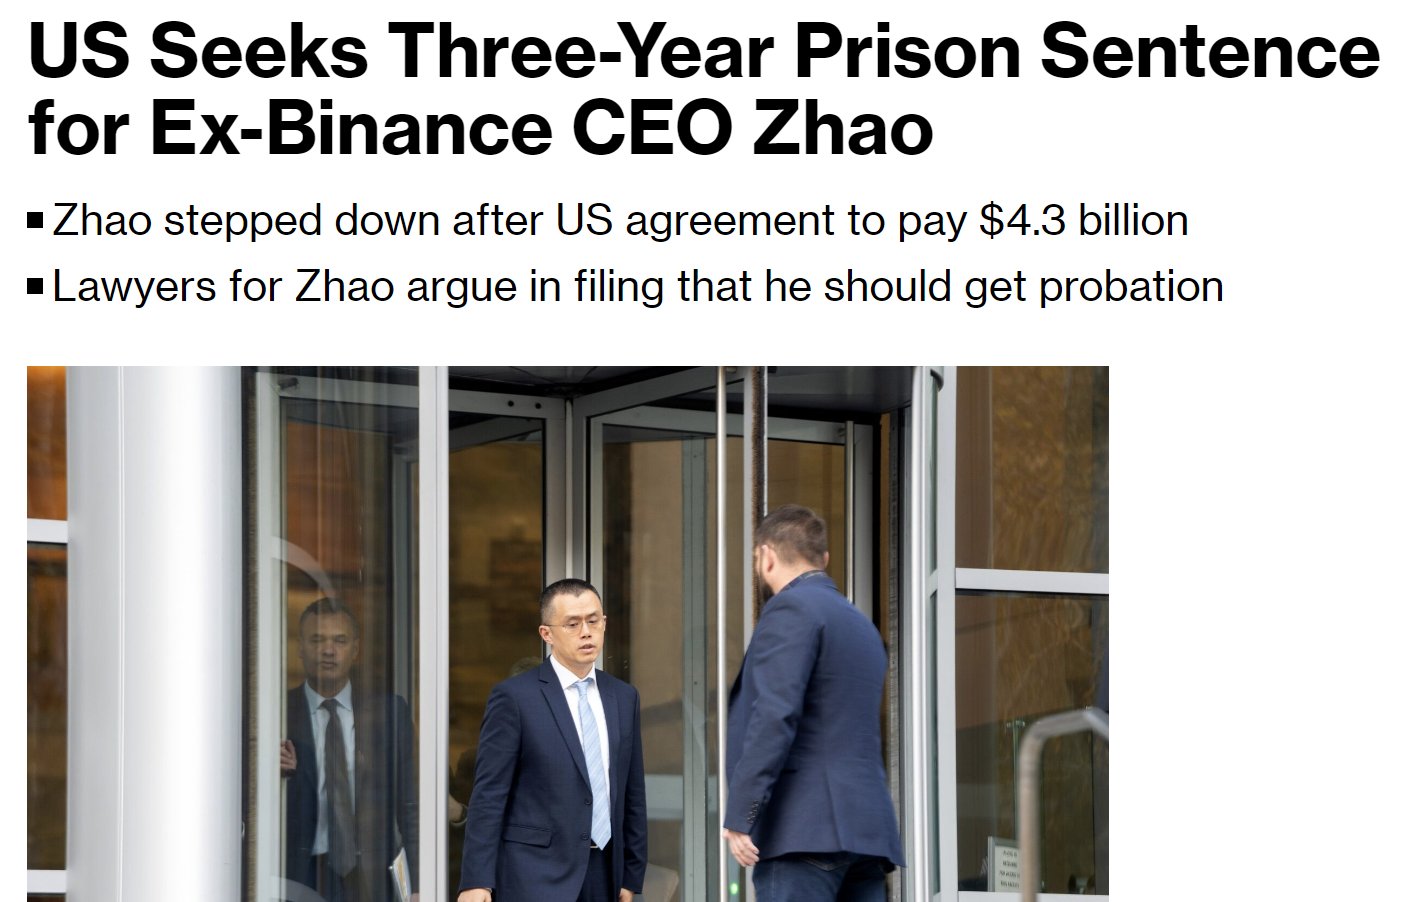 US Seeks Three-Year Prison Sentence
for Ex-Binance CEO Zhao
Zhao stepped down after US agreement to pay $4.3 billion
Lawyers for Zhao argue in filing that he should get probation